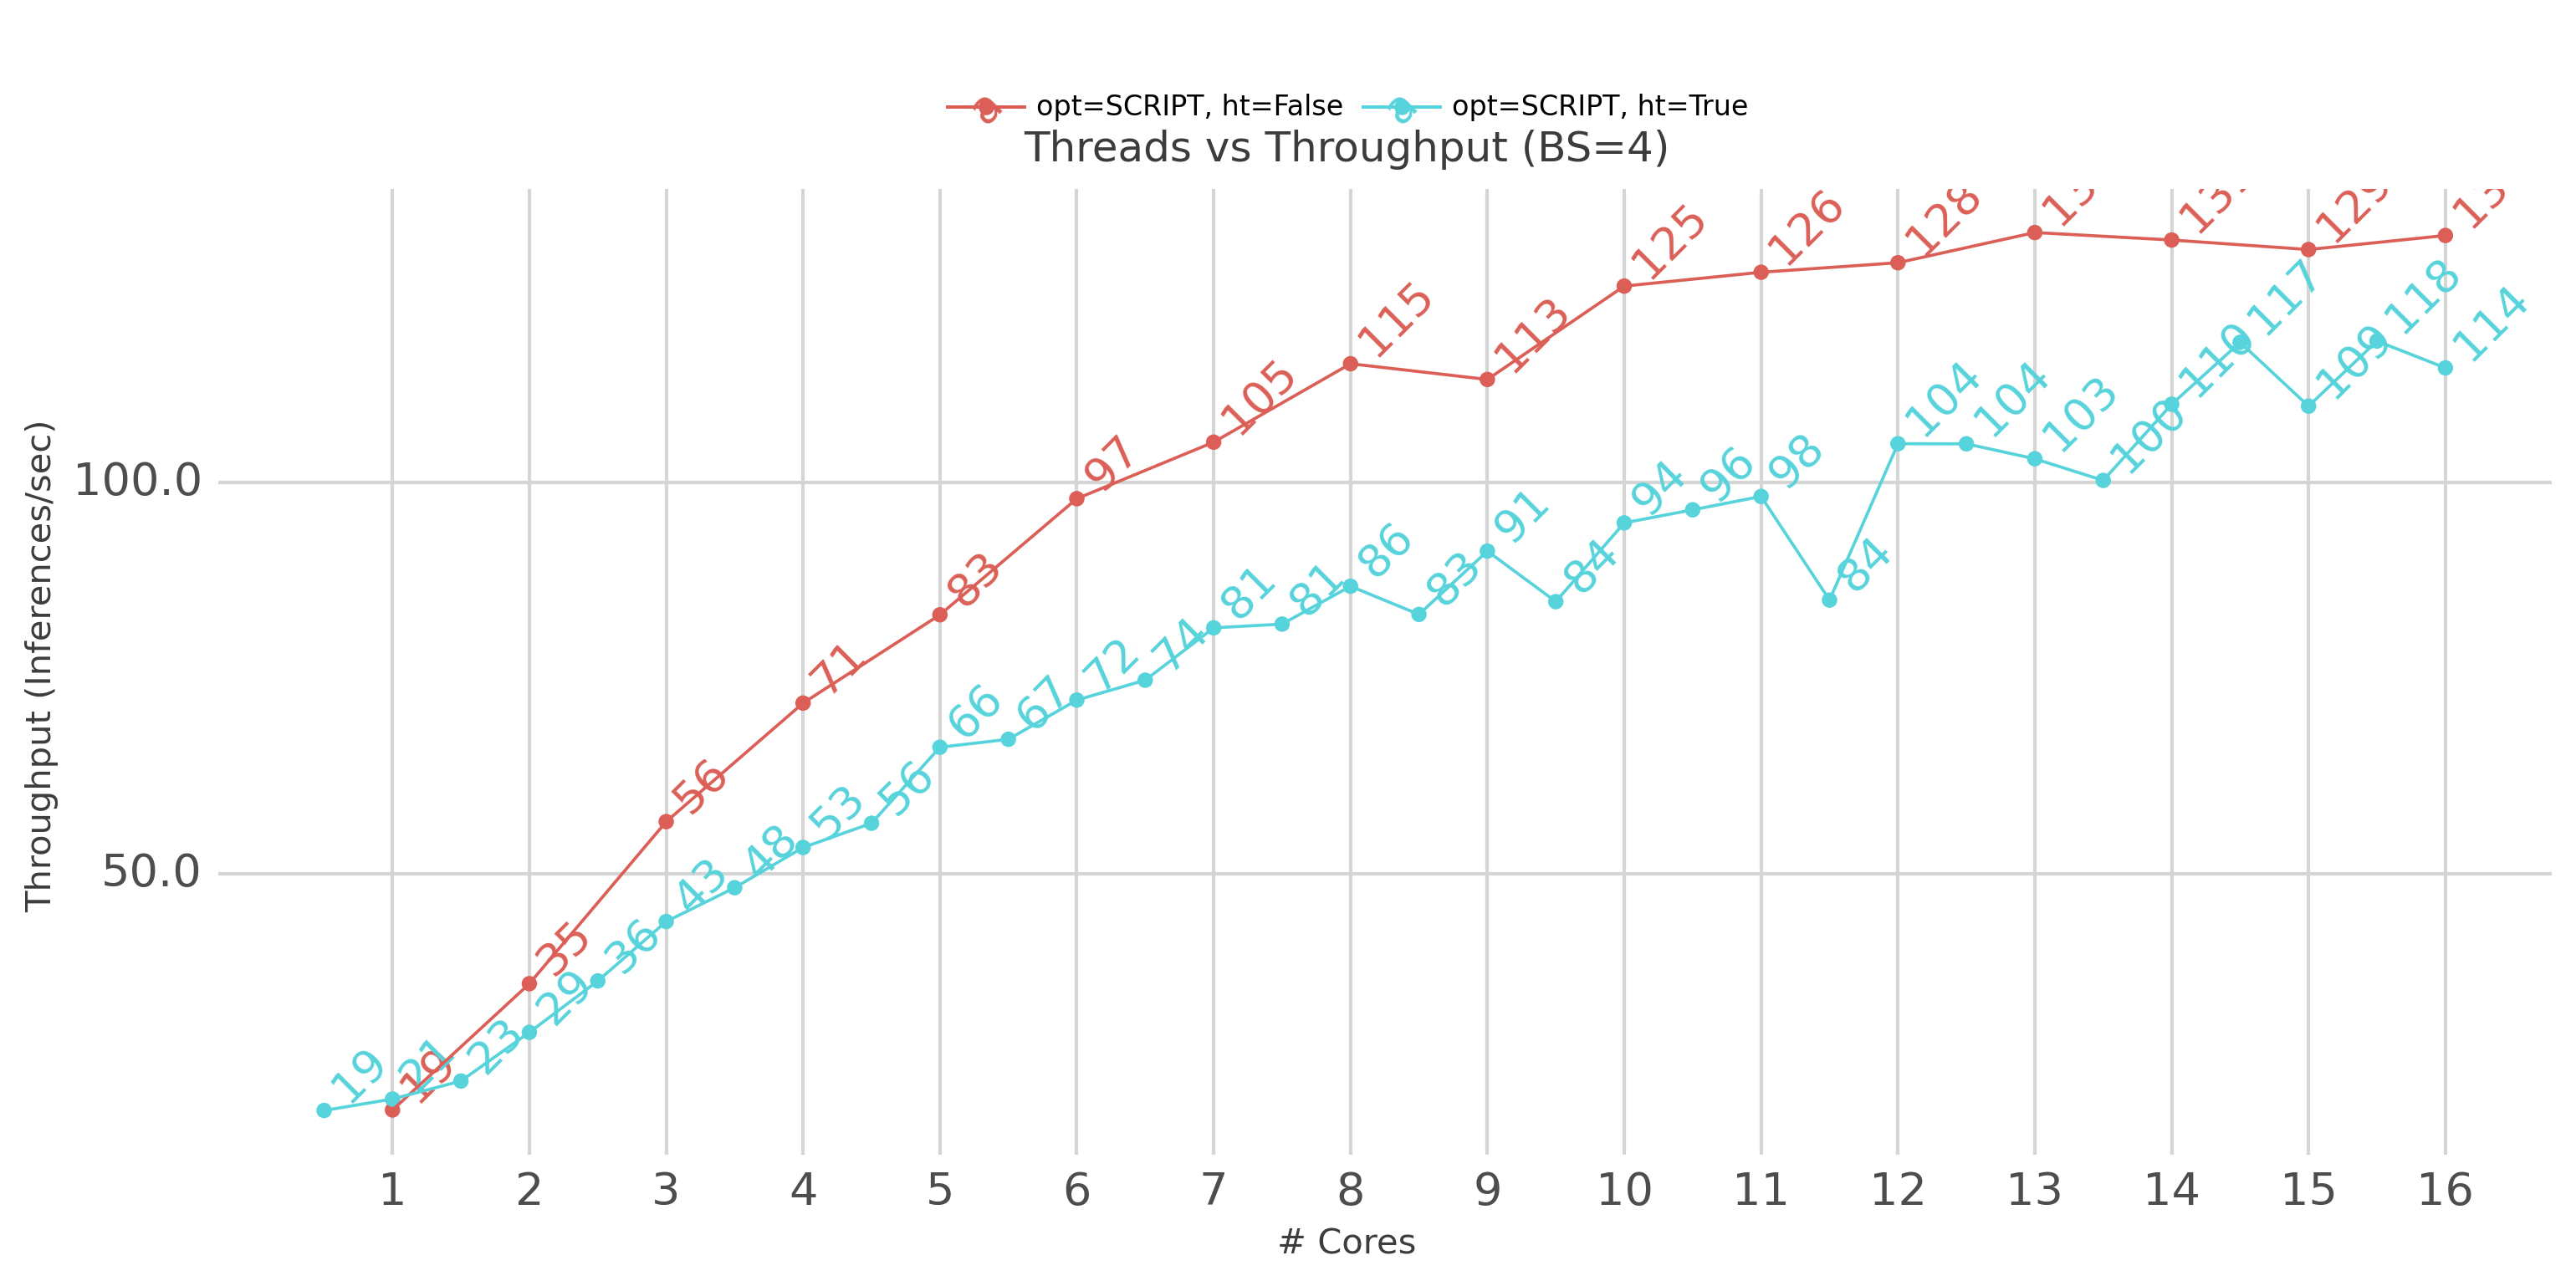 opt=SCRIPT, ht=False opt=SCRIPT, ht=True
Threads vs Throughput (BS=4)
Throughput (Inferences/sec)
100.0
50.0
19 35 56 71 83 97 105 115 113 125 126 128
19 21 23 29 36 43 48 53 56 66 67 72 74 81 81 86 83 91 84 94 96 98 84 104 104 103 100 110 117 109 118 114
1 2 3 4 5 6 7 8 9 10 11 12 13 14 15 16
# Cores